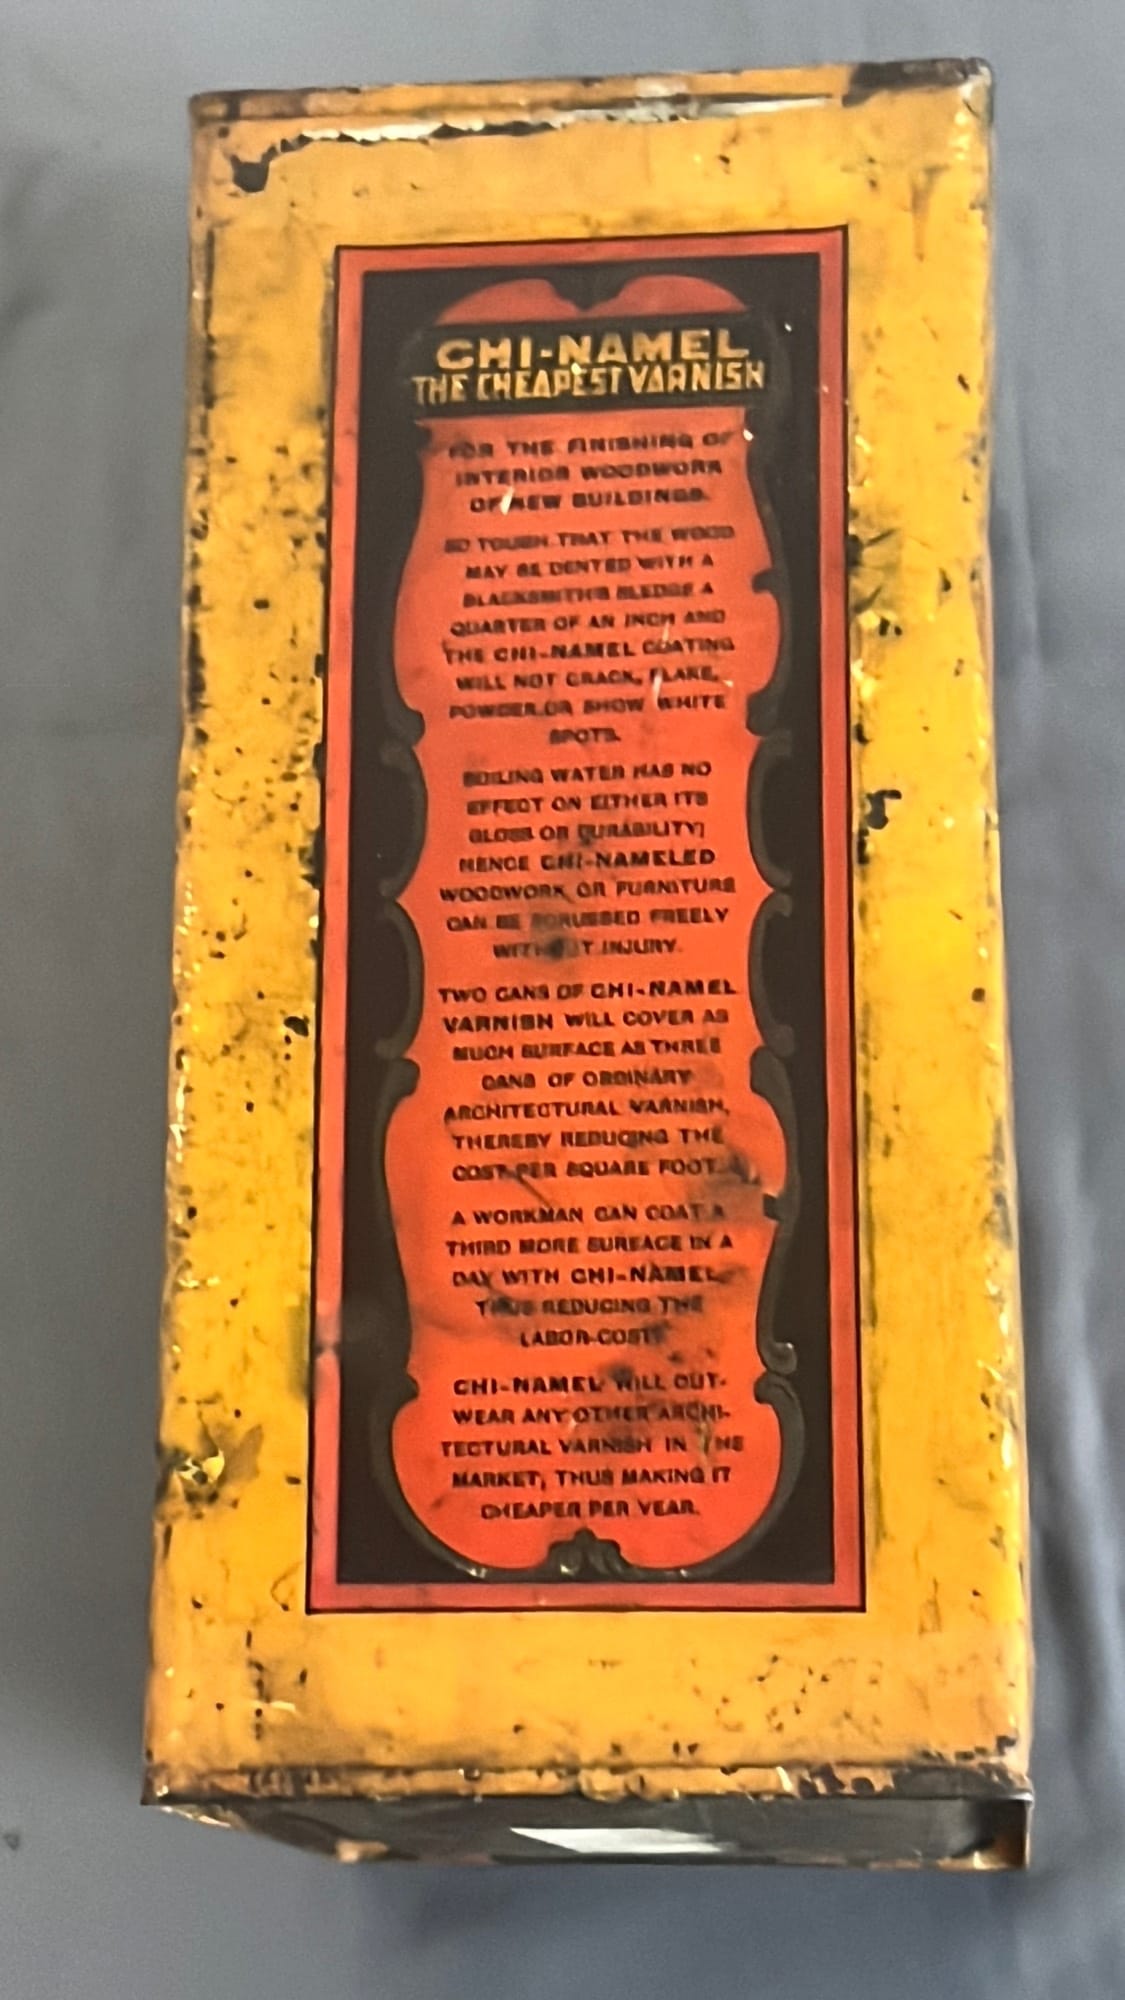 CHI-NAMEL
THE CHEAPEST VARNISH
FOR THE FINISHING OF
INTERIOR WOODWORK
OF NEW BUILDINGS.
SO TOUGH THAT THE WOOD
MAY BE DENTED WITH A
BLACKSMITH'S SLEDGE A
QUARTER OF AN INCH AND
THE CHI-NAMEL COATING
WILL NOT CRACK, FLAKE,
POWDER OR SHOW WHITE
SPOTS.
BOILING WATER HAS NO
EFFECT ON EITHER ITS
GLOSS OR DURABILITY;
HENCE CHI-NAMELED
WOODWORK OR FURNITURE
CAN BE SCRUBBED FREELY
WITHOUT INJURY.
TWO CANS OF CHI-NAMEL
VARNISH WILL COVER AS
MUCH SURFACE AS THREE
CANS OF ORDINARY
ARCHITECTURAL VARNISH,
THEREBY REDUCING THE
COST PER SQUARE FOOT.
A WORKMAN CAN COAT A
THIRD MORE SURFACE IN A
DAY WITH CHI-NAMEL,
THUS REDUCING THE
LABOR COST.
CHI-NAMEL WILL OUT-
WEAR ANY OTHER ARCHI-
TECTURAL VARNISH IN THE
MARKET, THUS MAKING IT
CHEAPER PER YEAR.